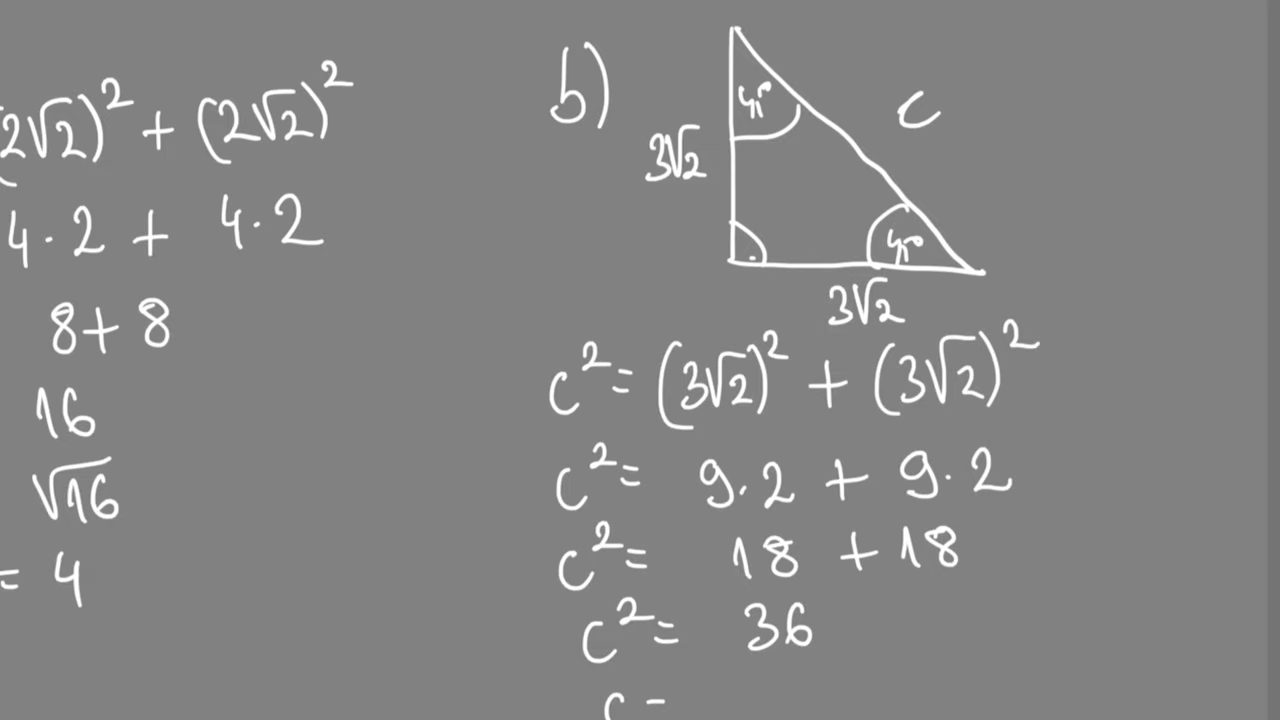 (2√2)² + (2√2)²
4·2 + 4·2
8+8
16
√16
= 4
b)
45°
c
3√2
45°
3√2
c² = (3√2)² + (3√2)²
c² = 9·2 + 9·2
c² = 18 + 18
c² = 36
c =